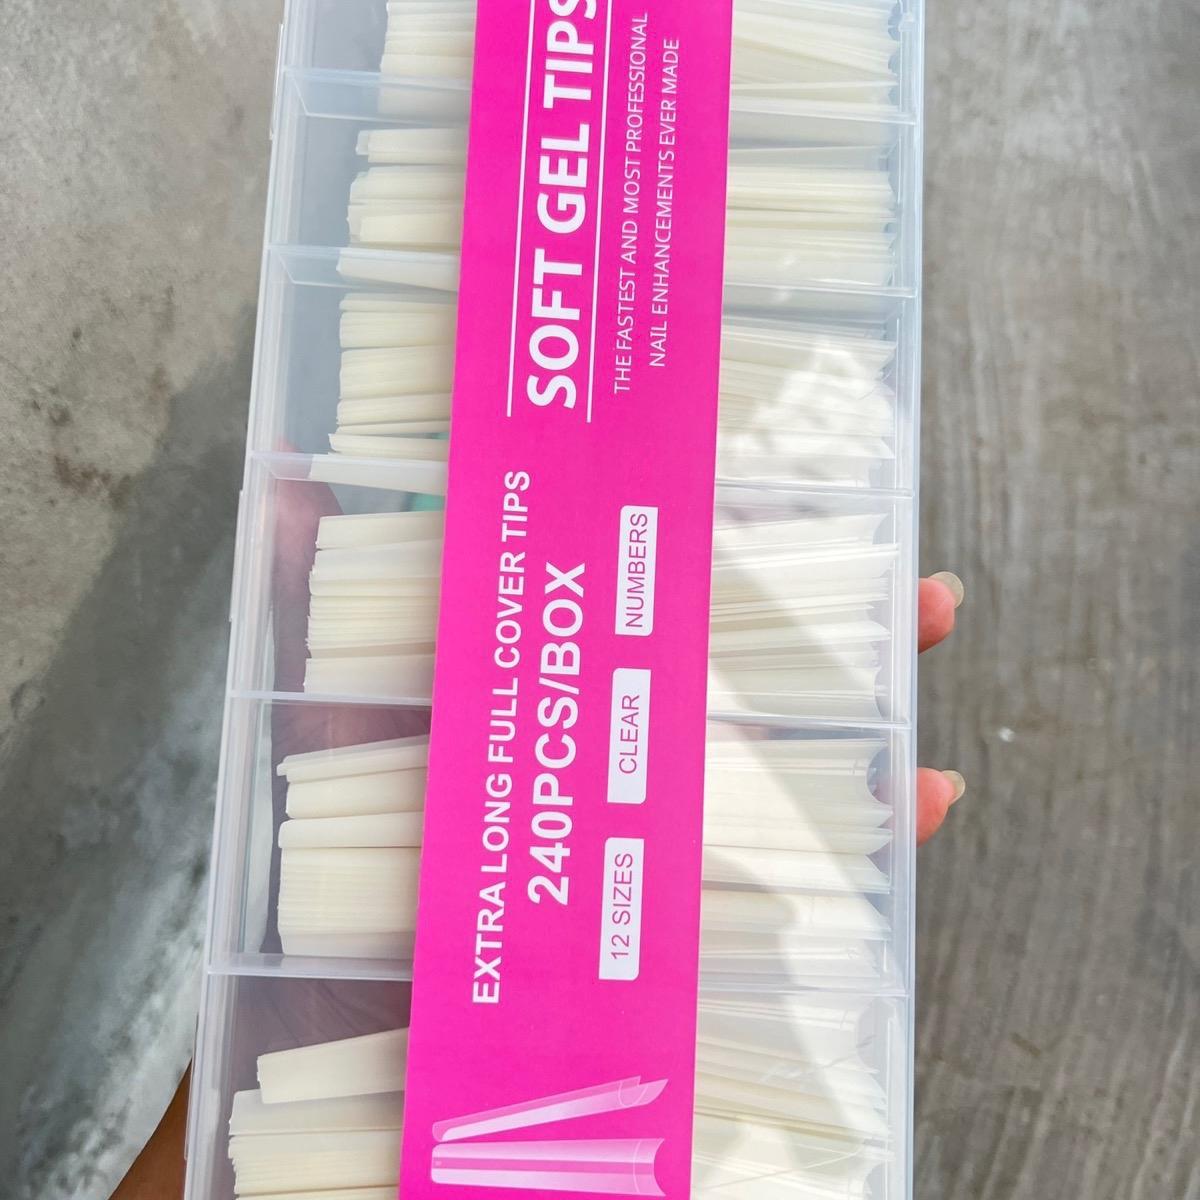 SOFT GEL TIPS
THE FASTEST AND MOST PROFESSIONAL
NAIL ENHANCEMENTS EVER MADE
EXTRA LONG FULL COVER TIPS
240PCS/BOX
12 SIZES
CLEAR
NUMBERS